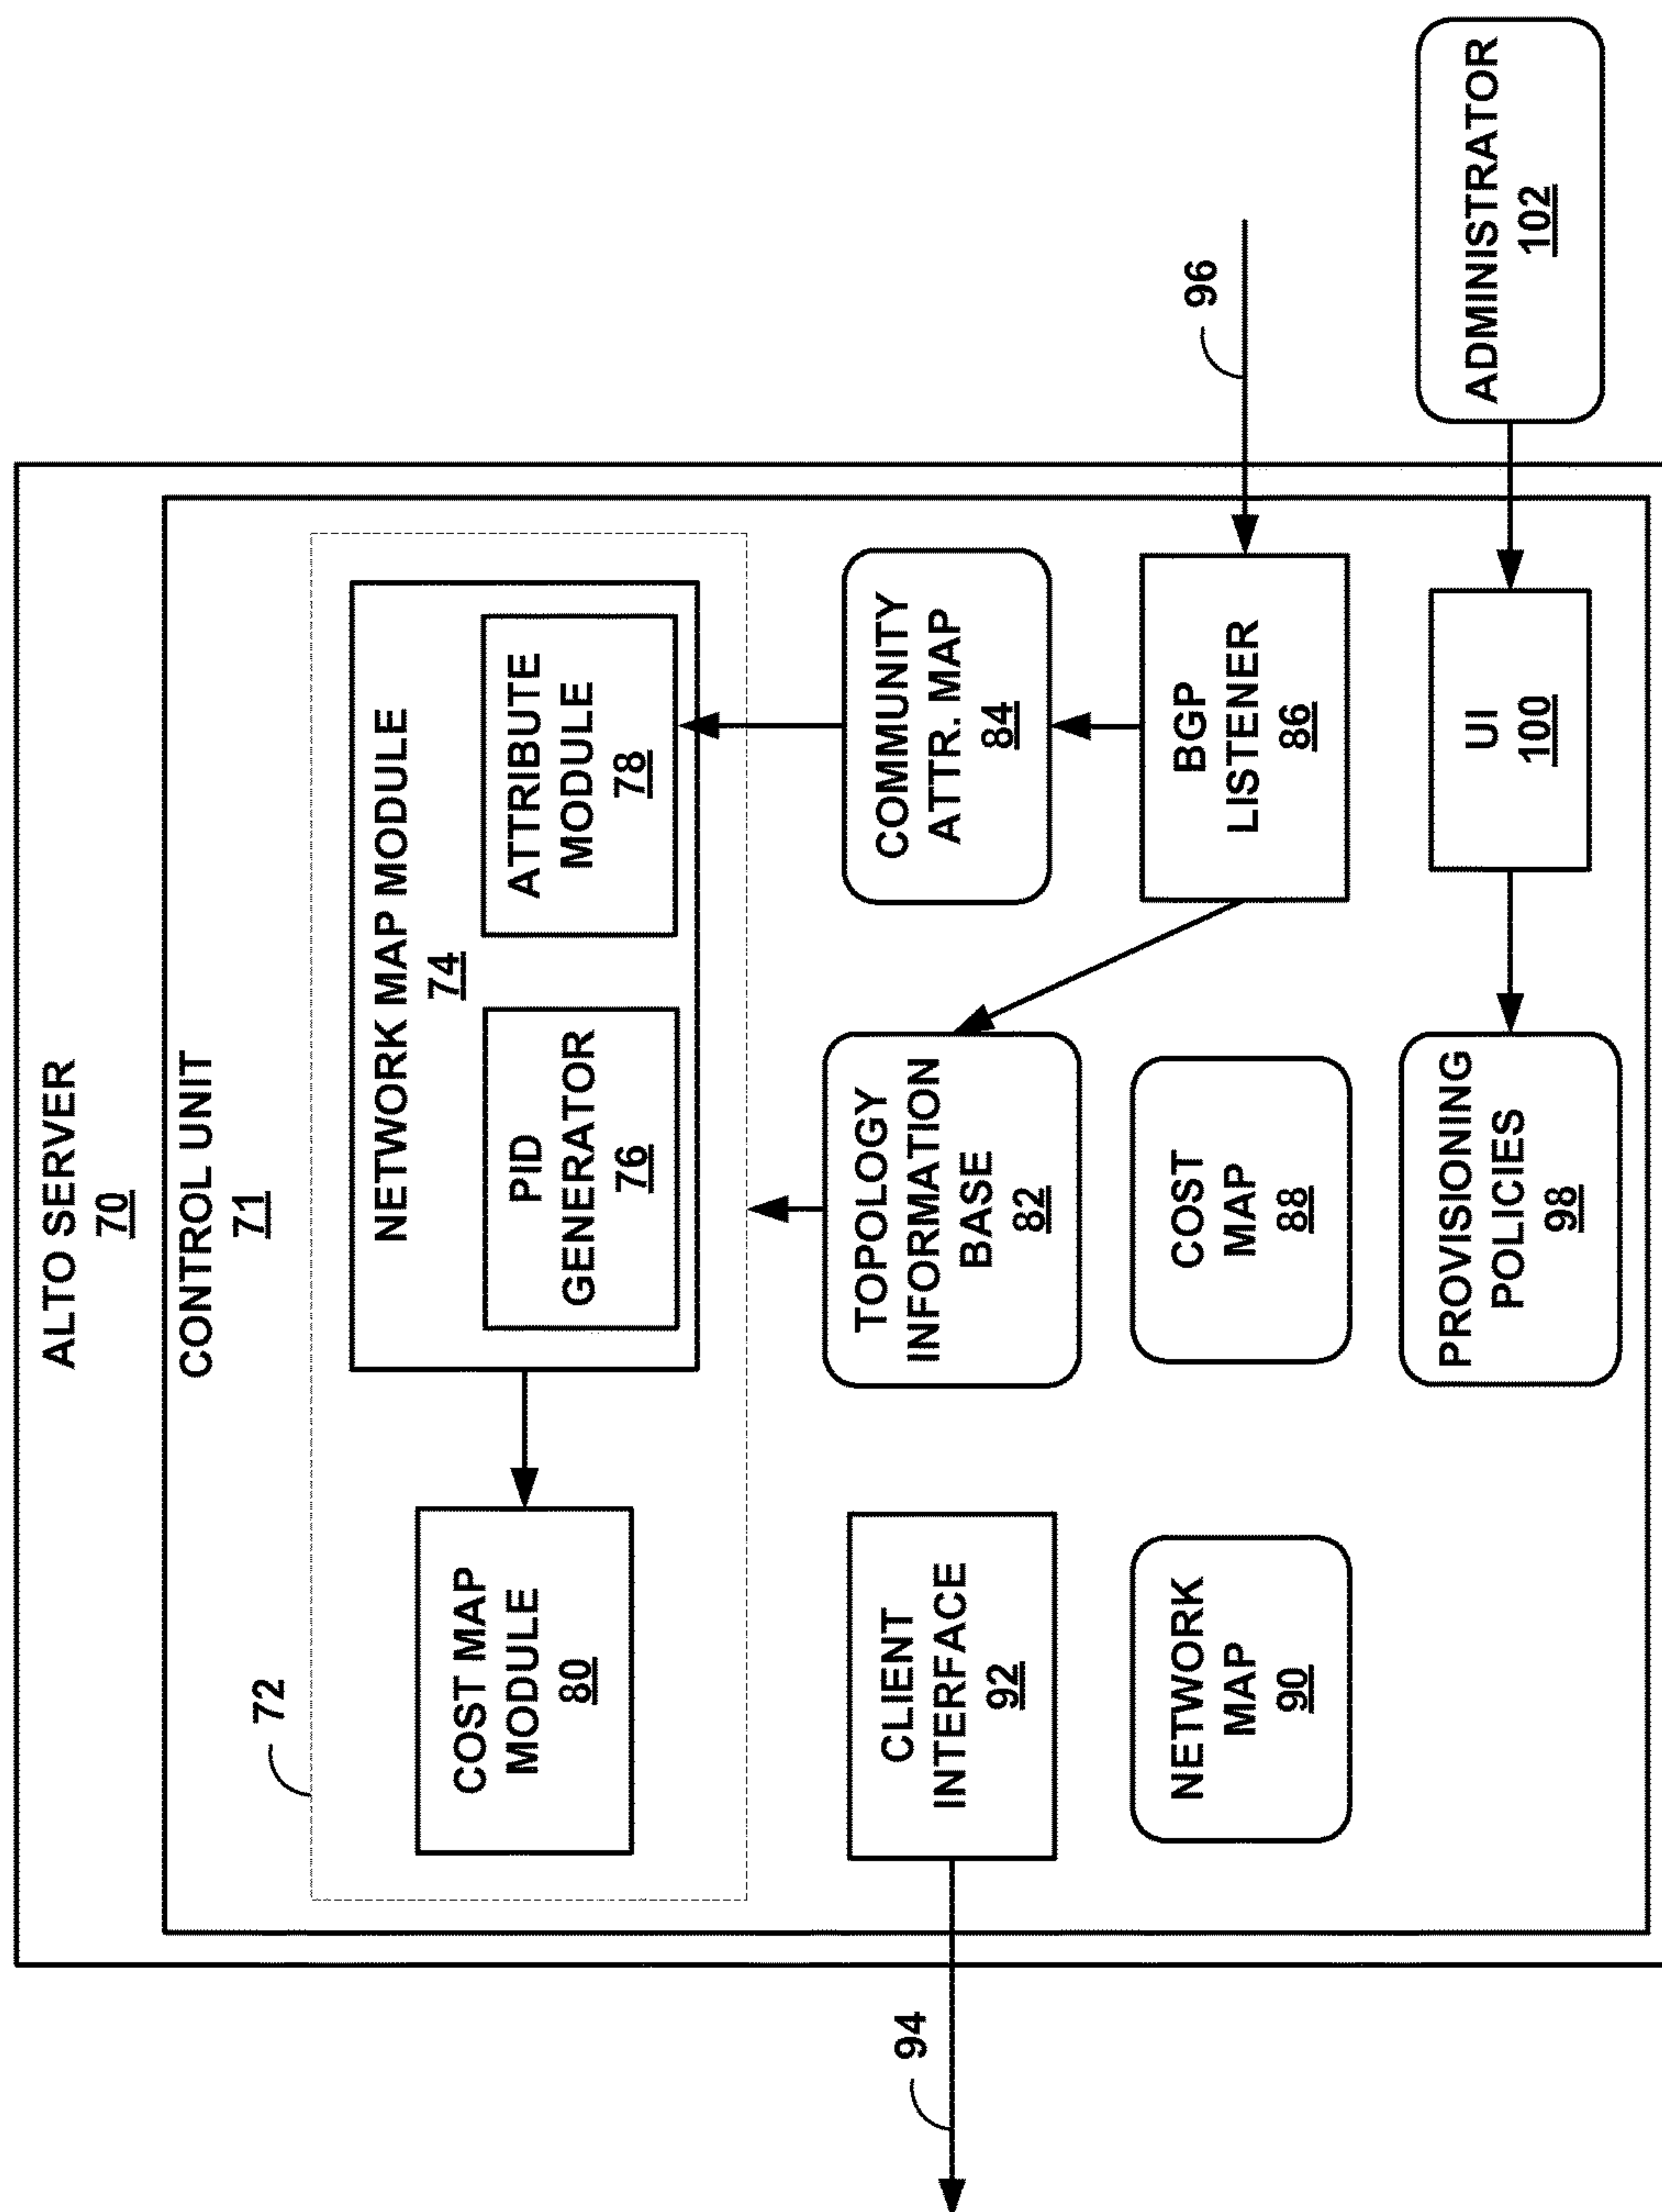 ALTO SERVER
70
CONTROL UNIT
71
72
COST MAP
MODULE
80
NETWORK MAP MODULE
74
PID
GENERATOR
76
ATTRIBUTE
MODULE
78
CLIENT
INTERFACE
92
94
TOPOLOGY
INFORMATION
BASE
82
COMMUNITY
ATTR. MAP
84
NETWORK
MAP
90
COST
MAP
88
BGP
LISTENER
86
96
PROVISIONING
POLICIES
98
UI
100
ADMINISTRATOR
102